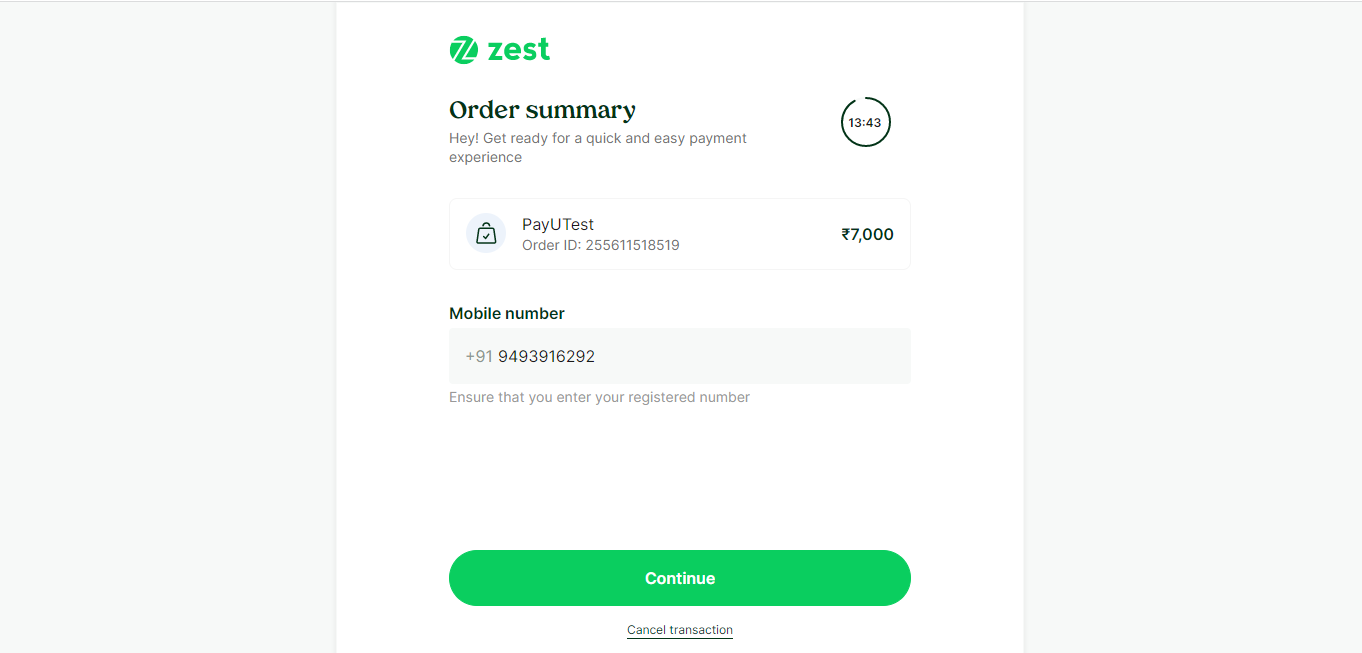 zest
Order summary
13:43
Hey! Get ready for a quick and easy payment
experience
PayUTest
₹7,000
Order ID: 255611518519
Mobile number
+91 9493916292
Ensure that you enter your registered number
Continue
Cancel transaction